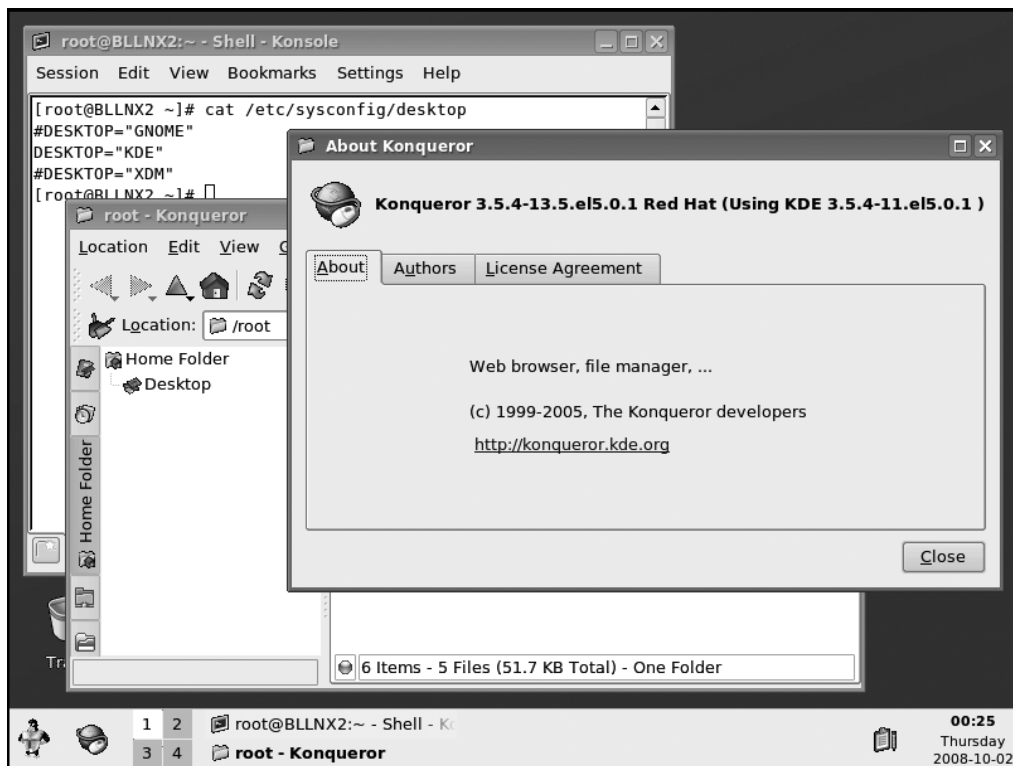 root@BLLNX2:~ - Shell - Konsole
Session Edit View Bookmarks Settings Help
[root@BLLNX2 ~]# cat /etc/sysconfig/desktop
#DESKTOP="GNOME"
DESKTOP="KDE"
#DESKTOP="XDM"
[root@BLLNX2 ~]#
About Konqueror
Konqueror 3.5.4-13.5.el5.0.1 Red Hat (Using KDE 3.5.4-11.el5.0.1 )
About Authors License Agreement
Web browser, file manager, ...
(c) 1999-2005, The Konqueror developers
http://konqueror.kde.org
Close
root - Konqueror
Location Edit View
Location: /root
Home Folder
Desktop
Home Folder
6 Items - 5 Files (51.7 KB Total) - One Folder
1 2
3 4
root@BLLNX2:~ - Shell - Ko
root - Konqueror
00:25
Thursday
2008-10-02